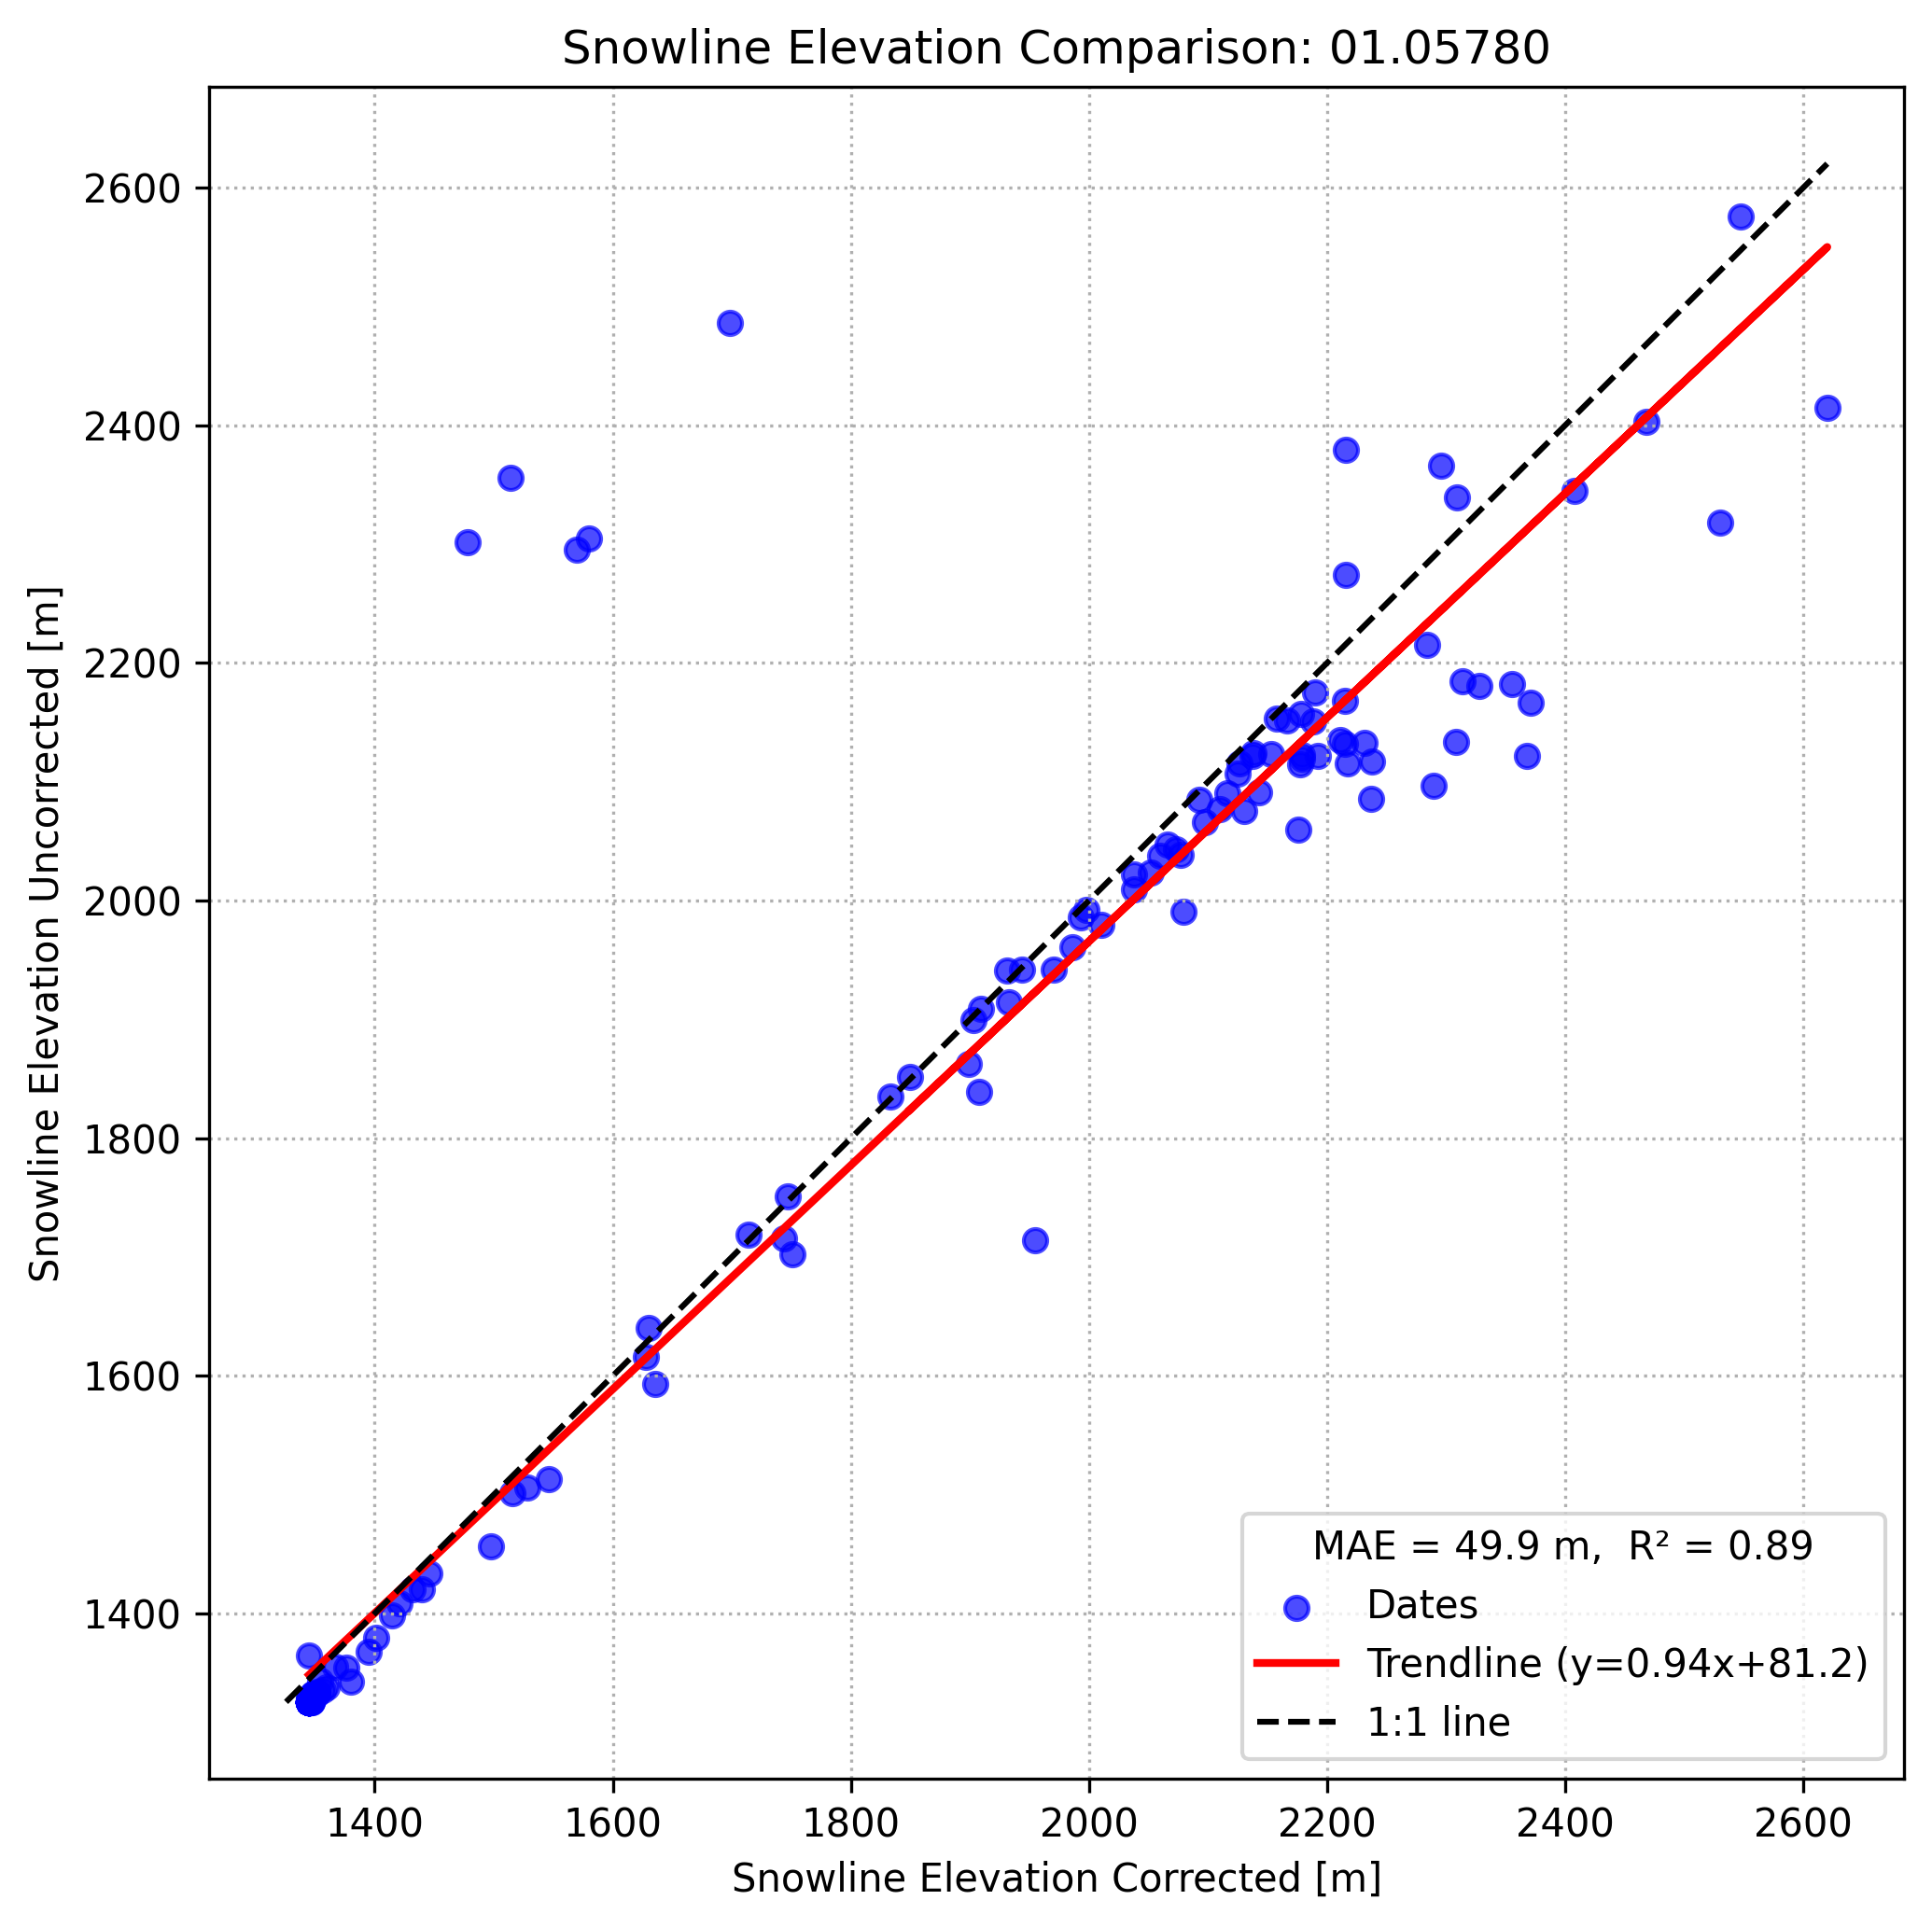 Snowline Elevation Comparison: 01.05780
Snowline Elevation Uncorrected [m]
2600
2400
2200
2000
1800
1600
1400
MAE = 49.9 m,  R² = 0.89
Dates
Trendline (y=0.94x+81.2)
1:1 line
1400 1600 1800 2000 2200 2400 2600
Snowline Elevation Corrected [m]